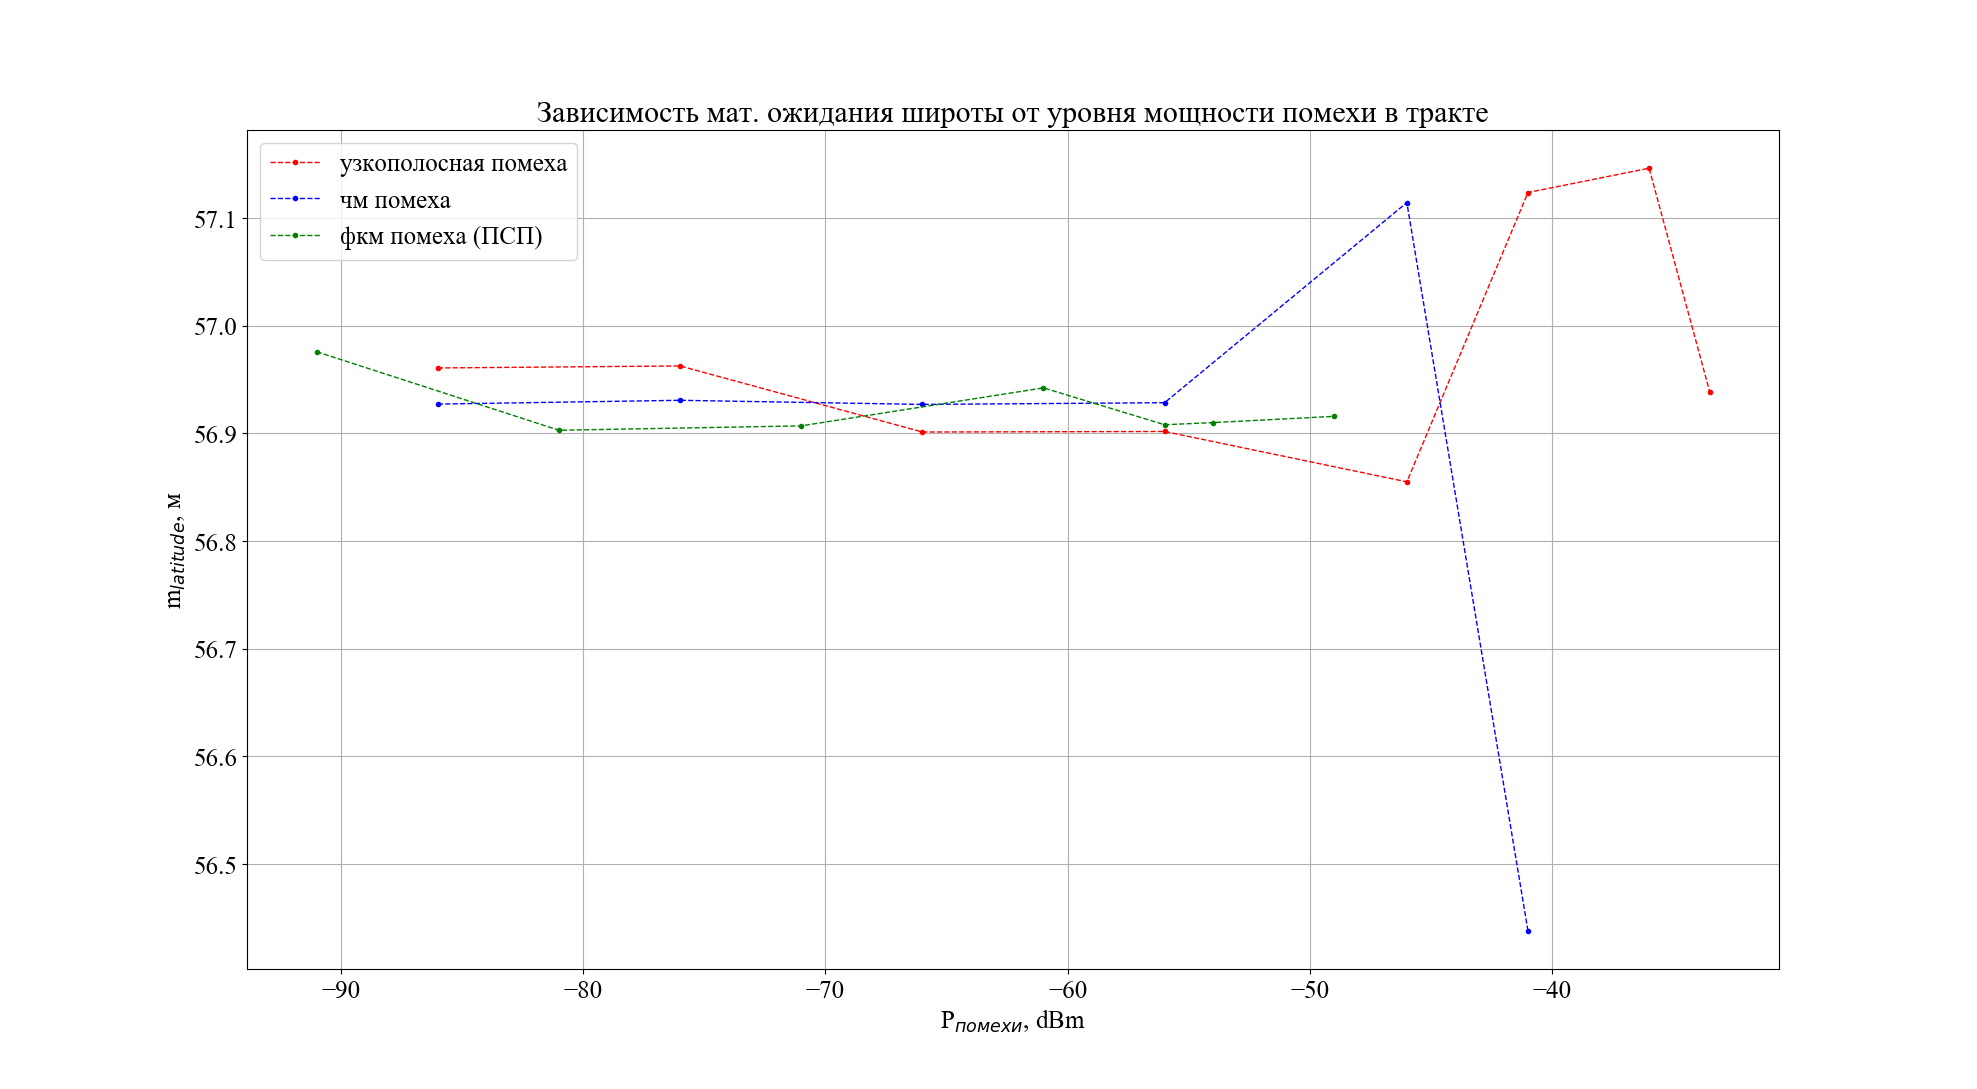 Зависимость мат. ожидания широты от уровня мощности помехи в тракте
узкополосная помеха
чм помеха
фкм помеха (ПСП)
57.1
57.0
56.9
56.8
56.7
56.6
56.5
m_latitude, м
−90 −80 −70 −60 −50 −40
P_помехи, dBm